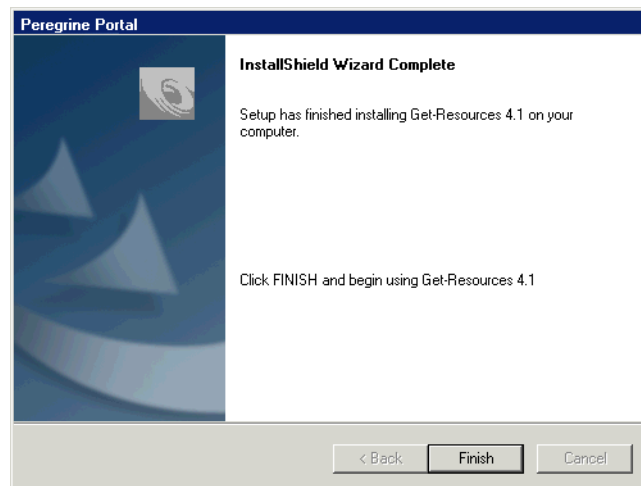 Peregrine Portal
InstallShield Wizard Complete
Setup has finished installing Get-Resources 4.1 on your
computer.
Click FINISH and begin using Get-Resources 4.1
< Back
Finish
Cancel